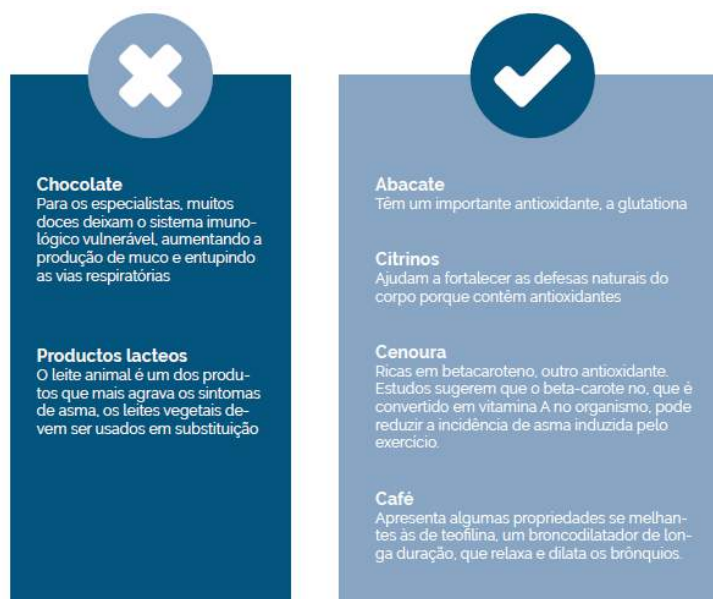 Chocolate
Para os especialistas, muitos
doces deixam o sistema imuno-
lógico vulnerável, aumentando a
produção de muco e entupindo
as vias respiratórias
Productos lacteos
O leite animal é um dos produ-
tos que mais agrava os sintomas
de asma, os leites vegetais de-
vem ser usados em substituição
Abacate
Têm um importante antioxidante, a glutationa
Citrinos
Ajudam a fortalecer as defesas naturais do
corpo porque contêm antioxidantes
Cenoura
Ricas em betacaroteno, outro antioxidante.
Estudos sugerem que o beta-carote no, que é
convertido em vitamina A no organismo, pode
reduzir a incidência de asma induzida pelo
exercício.
Café
Apresenta algumas propriedades se melhan-
tes às de teofilina, um broncodilatador de lon-
ga duração, que relaxa e dilata os brônquios.